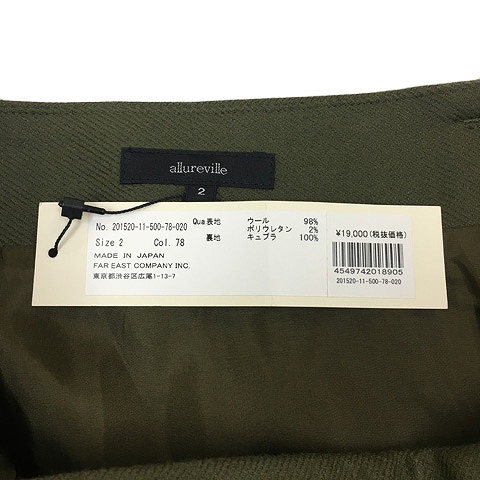 allureville
2
No. 201520-11-500-78-020
Size 2 Col. 78
MADE IN JAPAN
FAR EAST COMPANY INC.
東京都渋谷区広尾1-13-7
Qua表地 ウール 98%
ポリウレタン 2%
裏地 キュプラ 100%
¥19,000(税抜価格)
4549742018905
201520-11-500-78-020